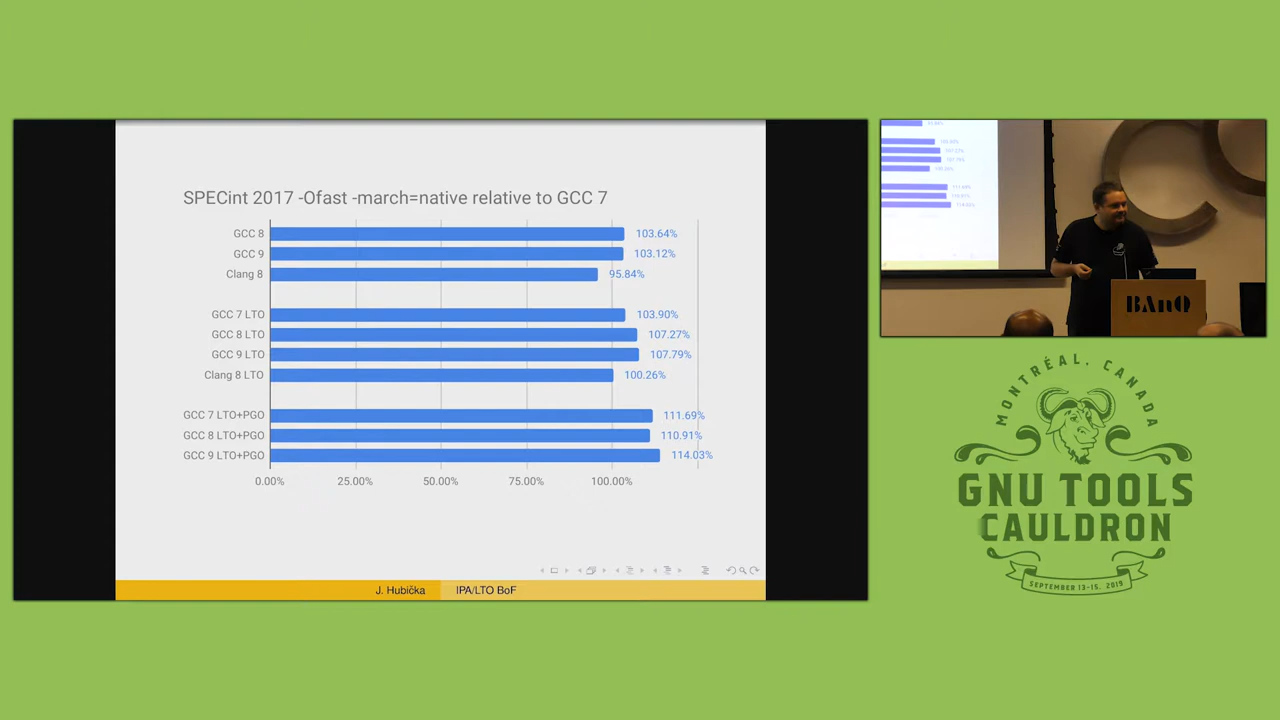 SPECint 2017 -Ofast -march=native relative to GCC 7
GCC 8 103.64%
GCC 9 103.12%
Clang 8 95.84%
GCC 7 LTO 103.90%
GCC 8 LTO 107.27%
GCC 9 LTO 107.79%
Clang 8 LTO 100.26%
GCC 7 LTO+PGO 111.69%
GCC 8 LTO+PGO 110.91%
GCC 9 LTO+PGO 114.03%
0.00% 25.00% 50.00% 75.00% 100.00%
J. Hubička IPA/LTO BoF
BAnQ
MONTRÉAL, CANADA
GNU TOOLS
CAULDRON
SEPTEMBER 13-15, 2019